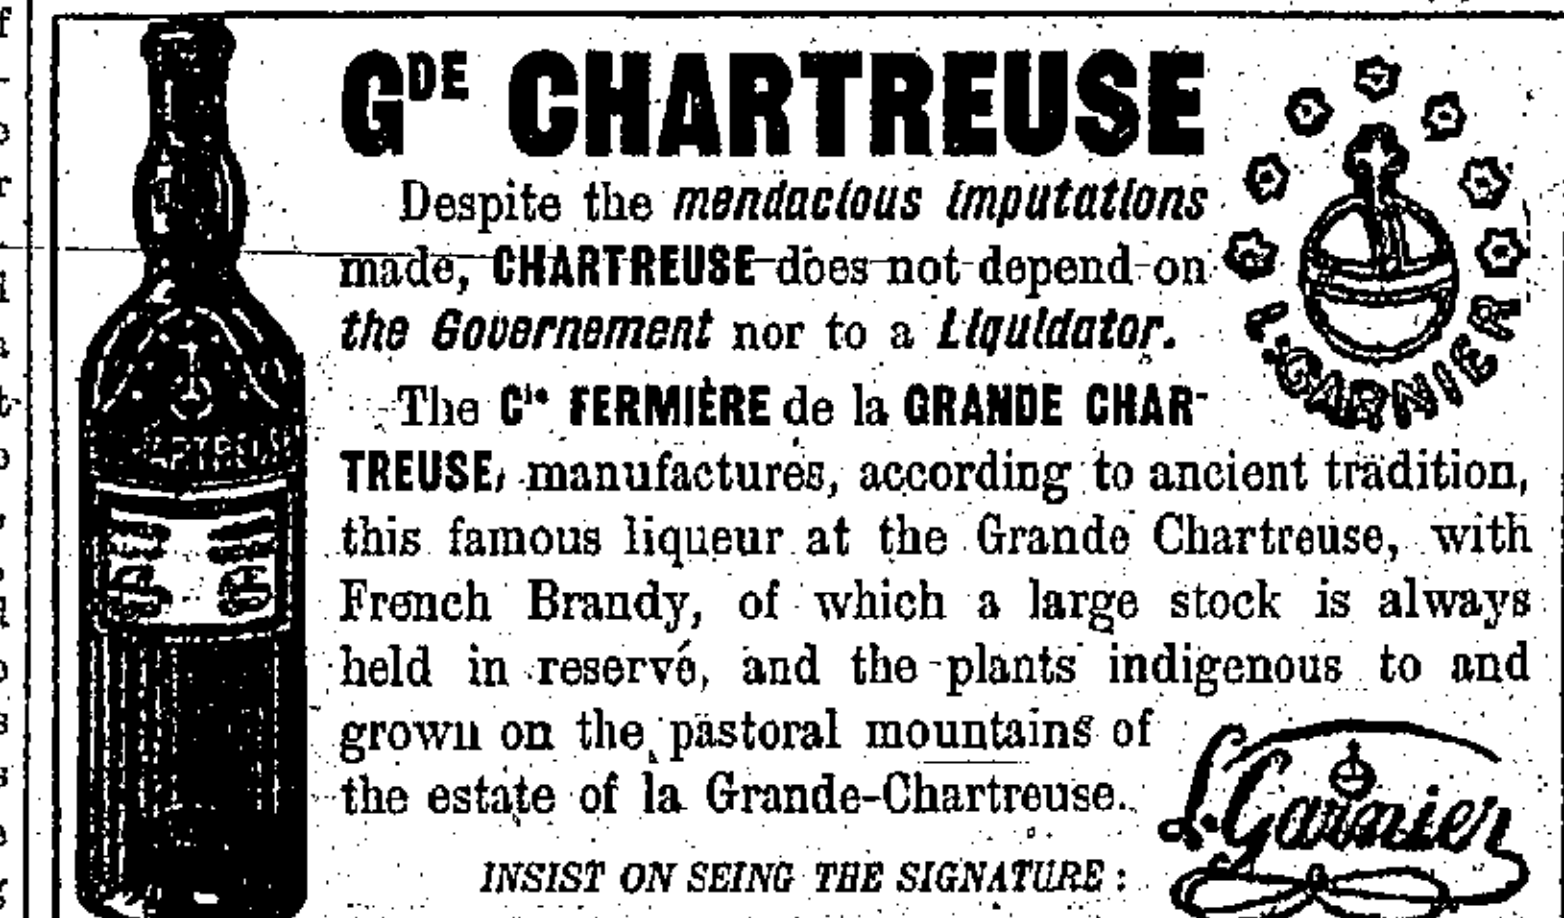 GDE CHARTREUSE
Despite the mendacious imputations
made, CHARTREUSE does not depend on
the Governement nor to a Liquidator.
The Cie FERMIÈRE de la GRANDE CHAR-
TREUSE, manufactures, according to ancient tradition,
this famous liqueur at the Grande Chartreuse, with
French Brandy, of which a large stock is always
held in reserve, and the plants indigenous to and
grown on the pastoral mountains of
the estate of la Grande-Chartreuse.
INSIST ON SEING THE SIGNATURE :
L. GARNIER
L. Garnier